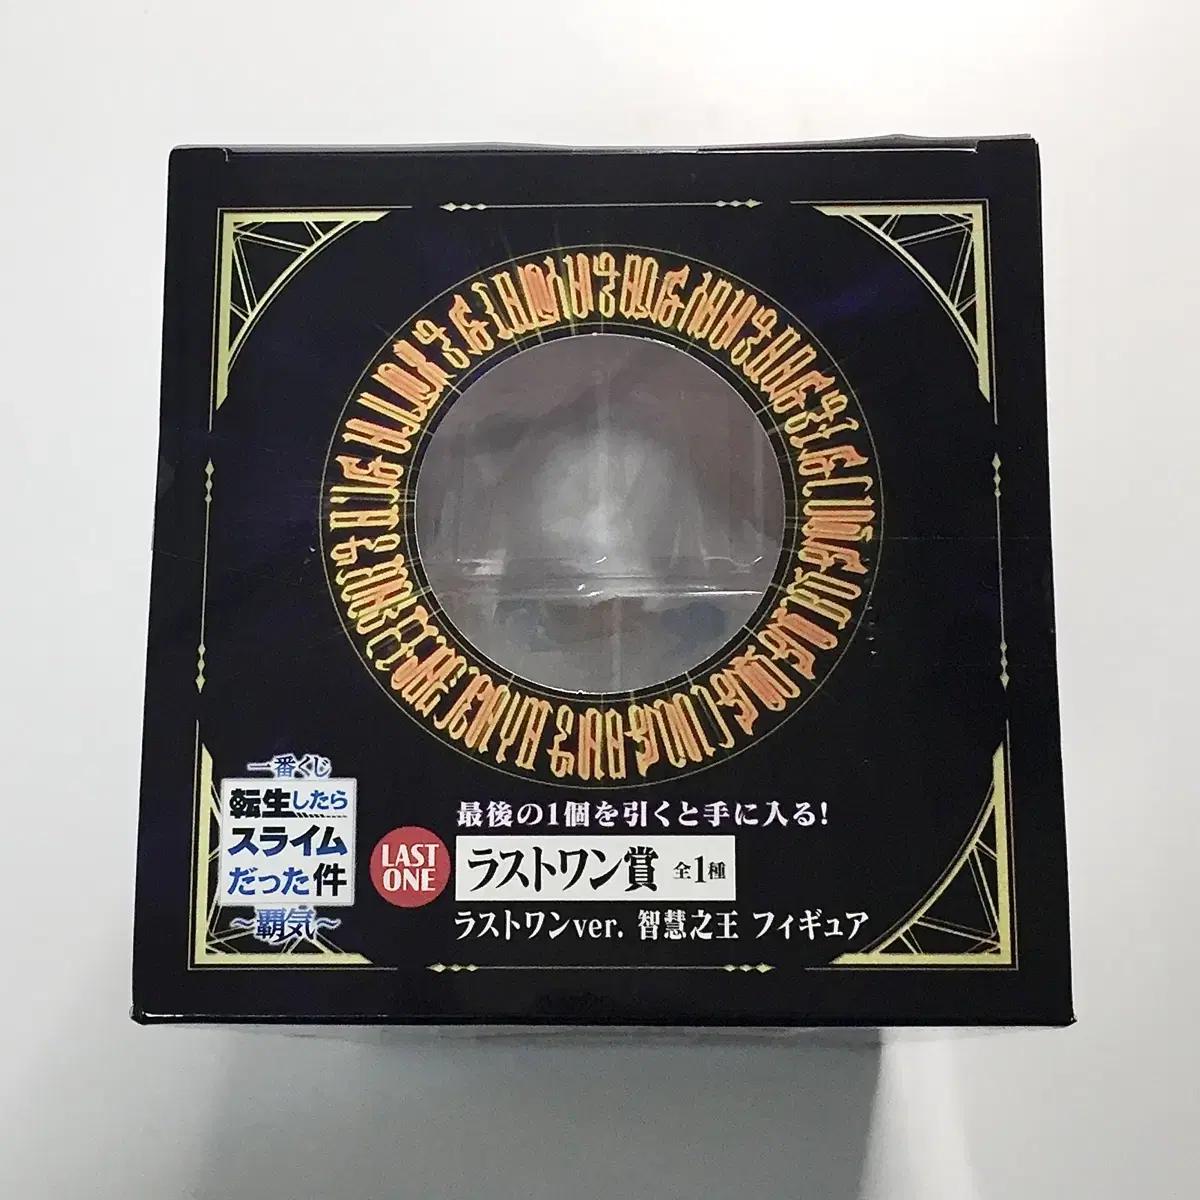 一番くじ
転生したら
スライム
だった件
～覇気～
最後の1個を引くと手に入る!
LAST
ONE
ラストワン賞 全1種
ラストワンver. 智慧之王 フィギュア